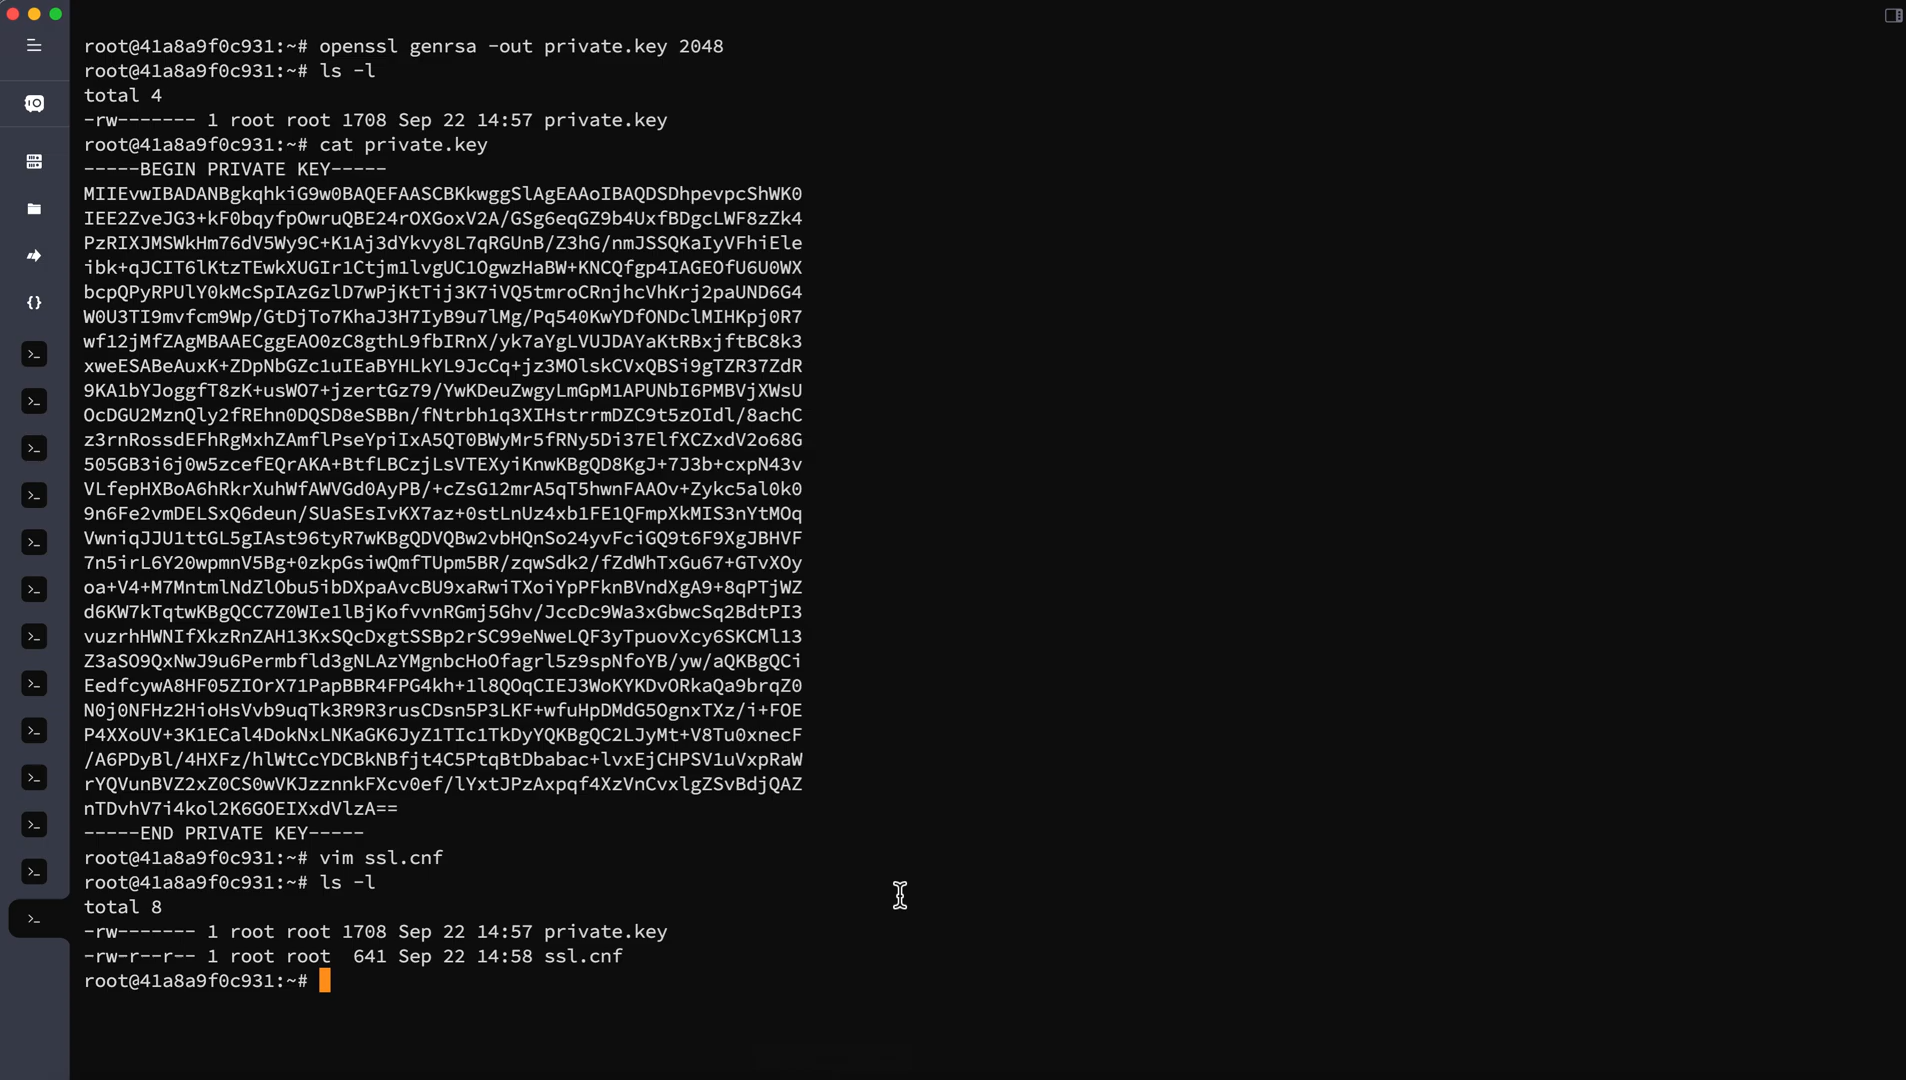 root@41a8a9f0c931:~# openssl genrsa -out private.key 2048
root@41a8a9f0c931:~# ls -l
total 4
-rw------- 1 root root 1708 Sep 22 14:57 private.key
root@41a8a9f0c931:~# cat private.key
-----BEGIN PRIVATE KEY-----
MIIEvwIBADANBgkqhkiG9w0BAQEFAASCBKkwggSlAgEAAoIBAQDSDhpevpcShWK0
IEE2ZveJG3+kF0bqyfpOwruQBE24rOXGoxV2A/GSg6eqGZ9b4UxfBDgcLWF8zZk4
PzRIXJMSWkHm76dV5Wy9C+K1Aj3dYkvy8L7qRGUnB/Z3hG/nmJSSQKaIyVFhiEle
ibk+qJCIT6lKtzTEwkXUGIr1Ctjm1lvgUC1OgwzHaBW+KNCQfgp4IAGEOfU6U0WX
bcpQPyRPUlY0kMcSpIAzGzlD7wPjKtTij3K7iVQ5tmroCRnjhcVhKrj2paUND6G4
W0U3TI9mvfcm9Wp/GtDjTo7KhaJ3H7IyB9u7lMg/Pq540KwYDfONDclMIHKpj0R7
wf12jMfZAgMBAAECggEAO0zC8gthL9fbIRnX/yk7aYgLVUJDAYaKtRBxjftBC8k3
xweESABeAuxK+ZDpNbGZc1uIEaBYHLkYL9JcCq+jz3MOlskCVxQBSi9gTZR37ZdR
9KA1bYJoggfT8zK+usWO7+jzertGz79/YwKDeuZwgyLmGpM1APUNbI6PMBVjXWsU
OcDGU2MznQly2fREhn0DQSD8eSBBn/fNtrbh1q3XIHstrrmDZC9t5zOIdl/8achC
z3rnRossdEFhRgMxhZAmflPseYpiIxA5QT0BWyMr5fRNy5Di37ElfXCZxdV2o68G
505GB3i6j0w5zcefEQrAKA+BtfLBCzjLsVTEXyiKnwKBgQD8KgJ+7J3b+cxpN43v
VLfepHXBoA6hRkrXuhWfAWVGd0AyPB/+cZsG12mrA5qT5hwnFAAOv+Zykc5al0k0
9n6Fe2vmDELSxQ6deun/SUaSEsIvKX7az+0stLnUz4xb1FE1QFmpXkMIS3nYtMOq
VwniqJJU1ttGL5gIAst96tyR7wKBgQDVQBw2vbHQnSo24yvFciGQ9t6F9XgJBHVF
7n5irL6Y20wpmnV5Bg+0zkpGsiwQmfTUpm5BR/zqwSdk2/fZdWhTxGu67+GTvXOy
oa+V4+M7MntmlNdZlObu5ibDXpaAvcBU9xaRwiTXoiYpPFknBVndXgA9+8qPTjWZ
d6KW7kTqtwKBgQCC7Z0WIe1lBjKofvvnRGmj5Ghv/JccDc9Wa3xGbwcSq2BdtPI3
vuzrhHWNIfXkzRnZAH13KxSQcDxgtSSBp2rSC99eNweLQF3yTpuovXcy6SKCMl13
Z3aSO9QxNwJ9u6Permbfld3gNLAzYMgnbcHoOfagrl5z9spNfoYB/yw/aQKBgQCi
EedfcywA8HF05ZIOrX71PapBBR4FPG4kh+1l8QOqCIEJ3WoKYKDvORkaQa9brqZ0
N0j0NFHz2HioHsVvb9uqTk3R9R3rusCDsn5P3LKF+wfuHpDMdG5OgnxTXz/i+FOE
P4XXoUV+3K1ECal4DokNxLNKaGK6JyZ1TIc1TkDyYQKBgQC2LJyMt+V8Tu0xnecF
/A6PDyBl/4HXFz/hlWtCcYDCBkNBfjt4C5PtqBtDbabac+lvxEjCHPSV1uVxpRaW
rYQVunBVZ2xZ0CS0wVKJzznnkFXcv0ef/lYxtJPzAxpqf4XzVnCvxlgZSvBdjQAZ
nTDvhV7i4kol2K6GOEIXxdVlzA==
-----END PRIVATE KEY-----
root@41a8a9f0c931:~# vim ssl.cnf
root@41a8a9f0c931:~# ls -l
total 8
-rw------- 1 root root 1708 Sep 22 14:57 private.key
-rw-r--r-- 1 root root  641 Sep 22 14:58 ssl.cnf
root@41a8a9f0c931:~#